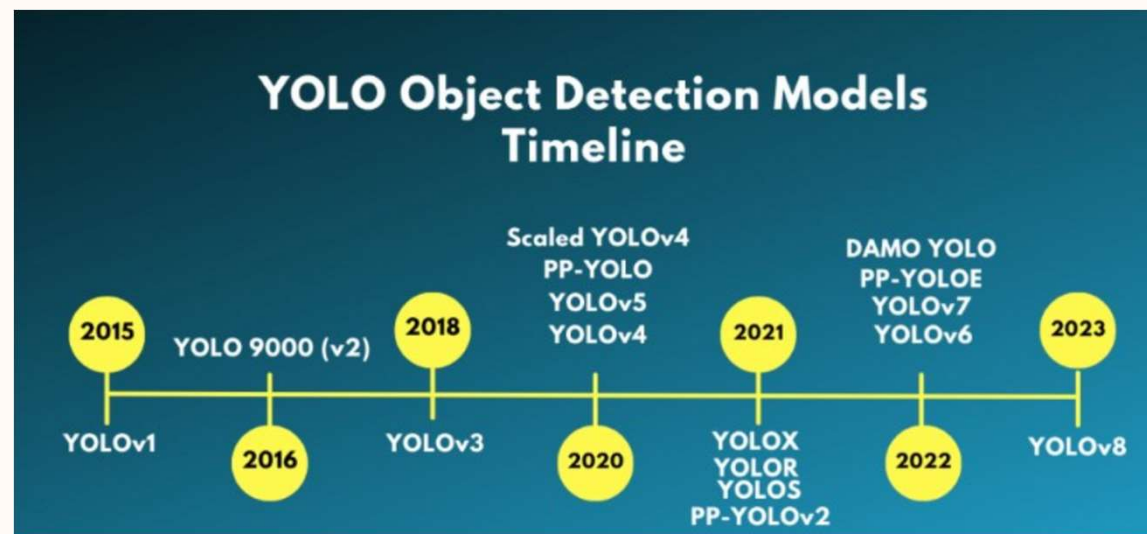 YOLO Object Detection Models
Timeline
Scaled YOLOv4
PP-YOLO
YOLOv5
YOLOv4
DAMO YOLO
PP-YOLOE
YOLOv7
YOLOv6
2015
YOLO 9000 (v2)
2018
2021
2023
YOLOv1
2016
YOLOv3
2020
YOLOX
YOLOR
YOLOS
PP-YOLOv2
2022
YOLOv8